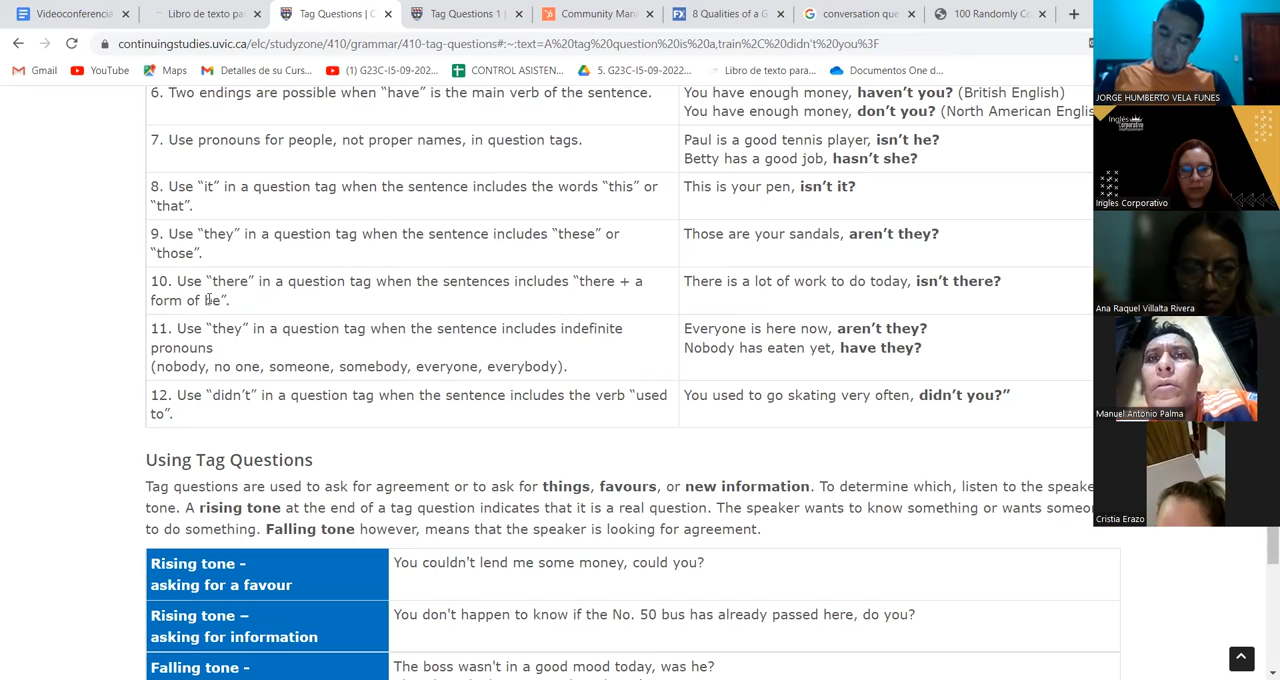 Videoconferencia
Libro de texto par
Tag Questions | C
Tag Questions 1 |
Community Man
8 Qualities of a G
conversation que
100 Randomly Co
continuingstudies.uvic.ca/elc/studyzone/410/grammar/410-tag-questions#:~:text=A%20tag%20question%20is%20a,train%2C%20didn't%20you%3F
Gmail
YouTube
Maps
Detalles de su Curs...
(1) G23C-I5-09-202...
CONTROL ASISTEN...
5. G23C-I5-09-2022...
Libro de texto para...
Documentos One d...
6. Two endings are possible when “have” is the main verb of the sentence.
You have enough money, haven’t you? (British English)
You have enough money, don’t you? (North American Englis
7. Use pronouns for people, not proper names, in question tags.
Paul is a good tennis player, isn’t he?
Betty has a good job, hasn’t she?
8. Use “it” in a question tag when the sentence includes the words “this” or
“that”.
This is your pen, isn’t it?
9. Use “they” in a question tag when the sentence includes “these” or
“those”.
Those are your sandals, aren’t they?
10. Use “there” in a question tag when the sentences includes “there + a
form of be”.
There is a lot of work to do today, isn’t there?
11. Use “they” in a question tag when the sentence includes indefinite
pronouns
(nobody, no one, someone, somebody, everyone, everybody).
Everyone is here now, aren’t they?
Nobody has eaten yet, have they?
12. Use “didn’t” in a question tag when the sentence includes the verb “used
to”.
You used to go skating very often, didn’t you?”
Using Tag Questions
Tag questions are used to ask for agreement or to ask for things, favours, or new information. To determine which, listen to the speake
tone. A rising tone at the end of a tag question indicates that it is a real question. The speaker wants to know something or wants someon
to do something. Falling tone however, means that the speaker is looking for agreement.
Rising tone -
asking for a favour
You couldn't lend me some money, could you?
Rising tone –
asking for information
You don't happen to know if the No. 50 bus has already passed here, do you?
Falling tone -
The boss wasn't in a good mood today, was he?
JORGE HUMBERTO VELA FUNES
Inglés
Corporativo
Ingles Corporativo
Ana Raquel Villalta Rivera
Manuel Antonio Palma
Cristia Erazo